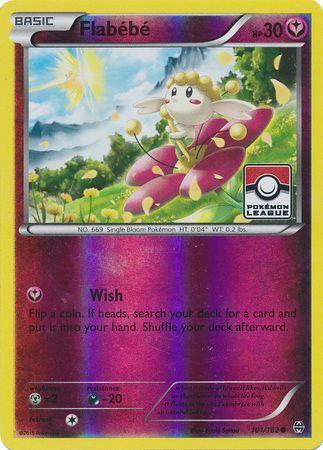 BASIC
Flabébé
HP30
POKÉMON
LEAGUE
NO. 669 Single Bloom Pokémon HT: 0'04" WT: 0.2 lbs.
Wish
Flip a coin. If heads, search your deck for a card and
put it into your hand. Shuffle your deck afterward.
weakness
×2
resistance
-20
retreat
©2015 Pokémon
101/162